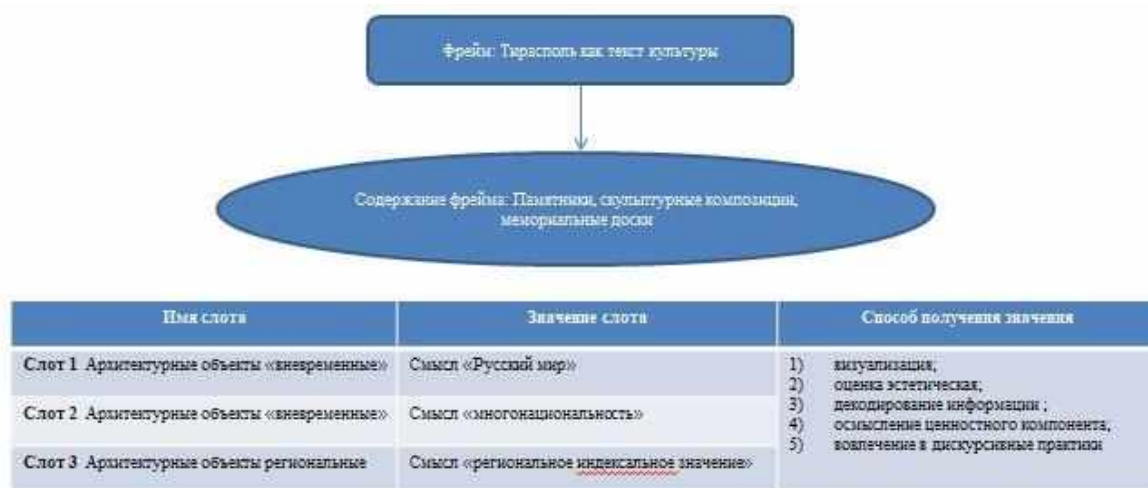 Фрейм: Тирасполь как текст культуры
Содержание фрейма: Памятники, скульптурные композиции,
мемориальные доски
Имя слота
Значение слота
Способ получения значения
Слот 1 Архитектурные объекты «вневременные»
Смысл «Русский мир»
Слот 2 Архитектурные объекты «вневременные»
Смысл «многонациональность»
Слот 3 Архитектурные объекты региональные
Смысл «региональное индексальное значение»
1) визуализация;
2) оценка эстетическая;
3) декодирование информации ;
4) осмысление ценностного компонента;
5) вовлечение в дискурсивные практики